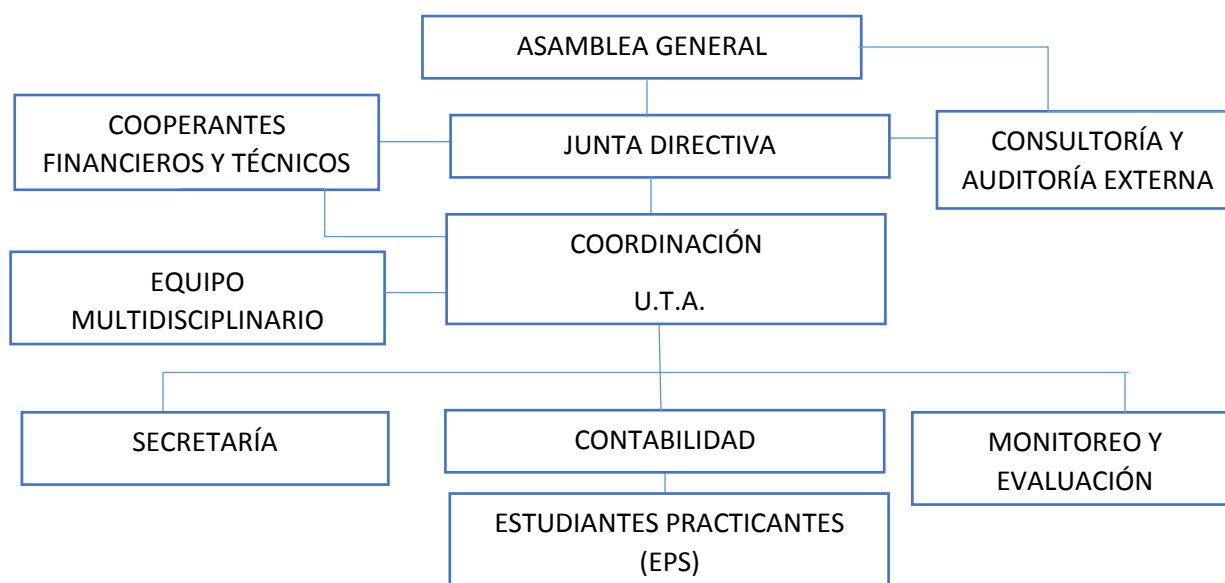 ASAMBLEA GENERAL
COOPERANTES
FINANCIEROS Y TÉCNICOS
JUNTA DIRECTIVA
CONSULTORÍA Y
AUDITORÍA EXTERNA
COORDINACIÓN
U.T.A.
EQUIPO
MULTIDISCIPLINARIO
SECRETARÍA
CONTABILIDAD
MONITOREO Y
EVALUACIÓN
ESTUDIANTES PRACTICANTES
(EPS)